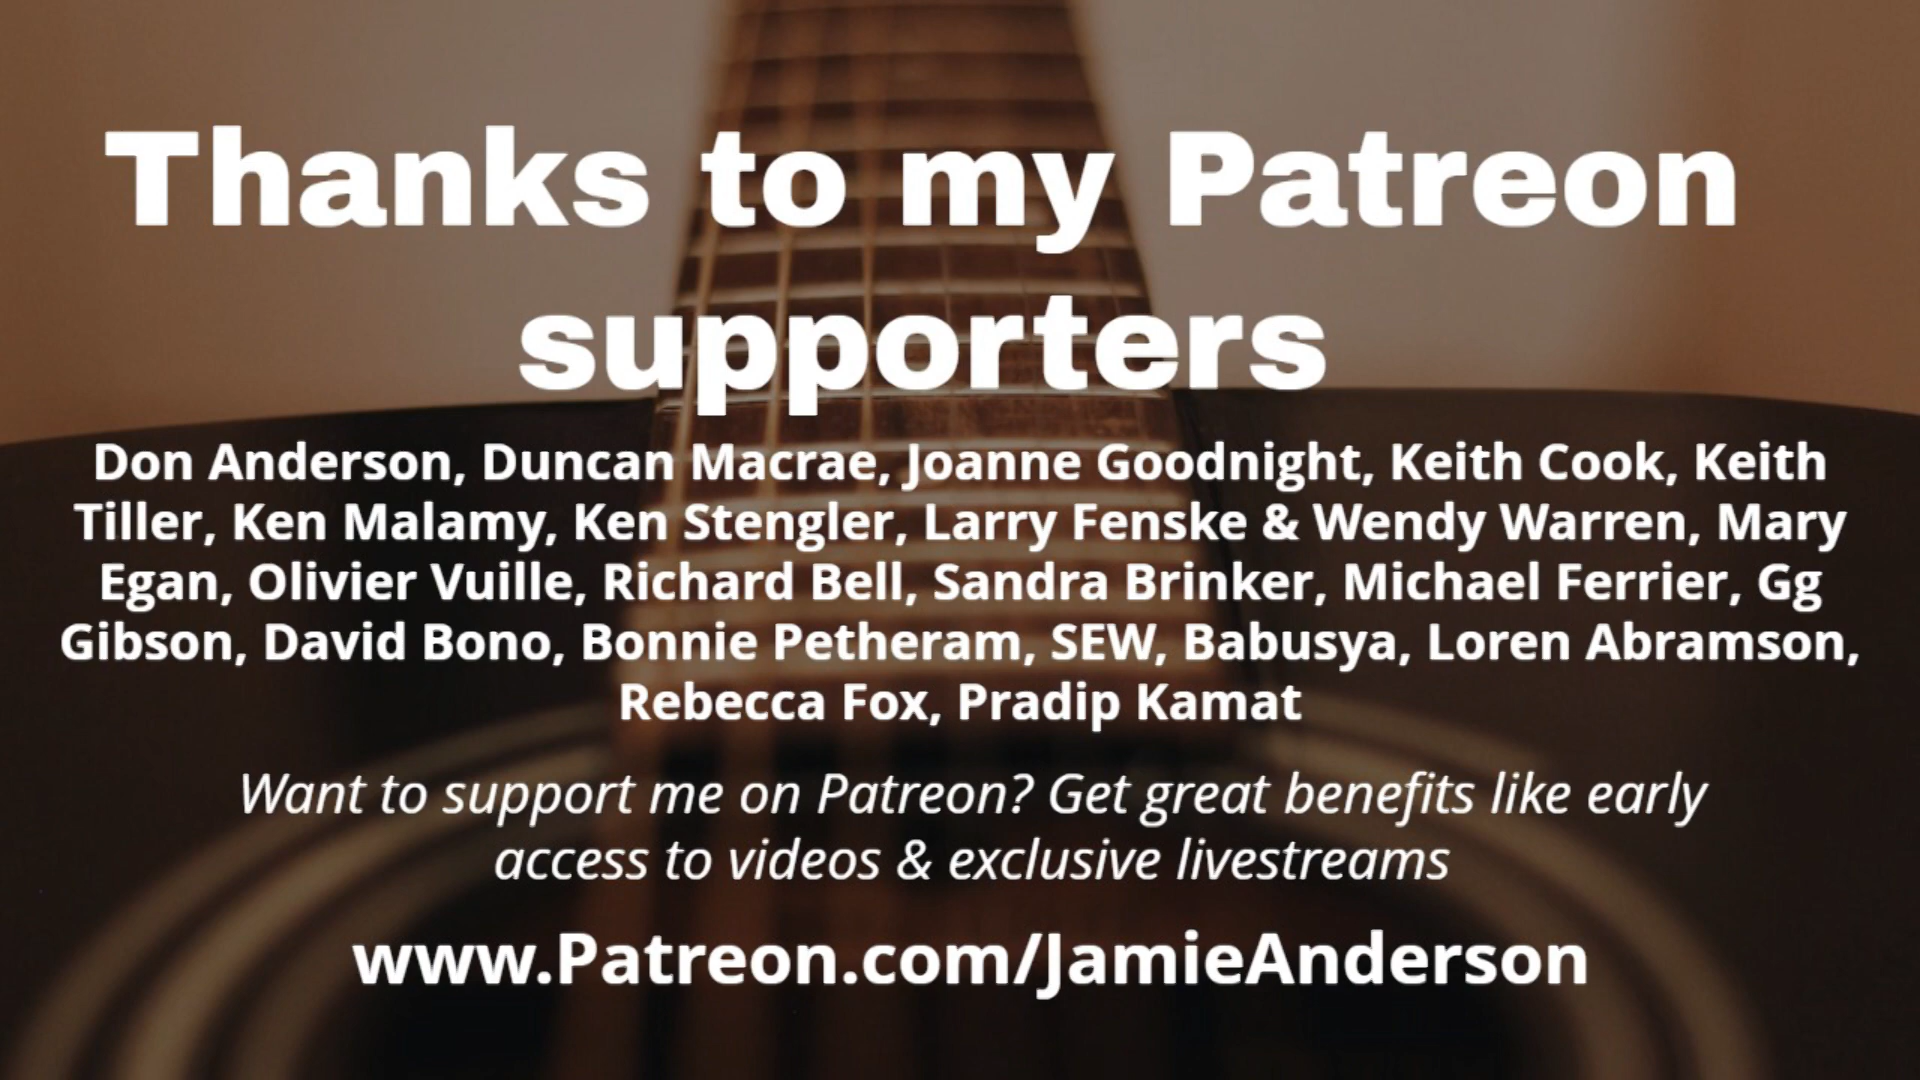 Thanks to my Patreon
supporters
Don Anderson, Duncan Macrae, Joanne Goodnight, Keith Cook, Keith
Tiller, Ken Malamy, Ken Stengler, Larry Fenske & Wendy Warren, Mary
Egan, Olivier Vuille, Richard Bell, Sandra Brinker, Michael Ferrier, Gg
Gibson, David Bono, Bonnie Petheram, SEW, Babusya, Loren Abramson,
Rebecca Fox, Pradip Kamat
Want to support me on Patreon? Get great benefits like early
access to videos & exclusive livestreams
www.Patreon.com/JamieAnderson